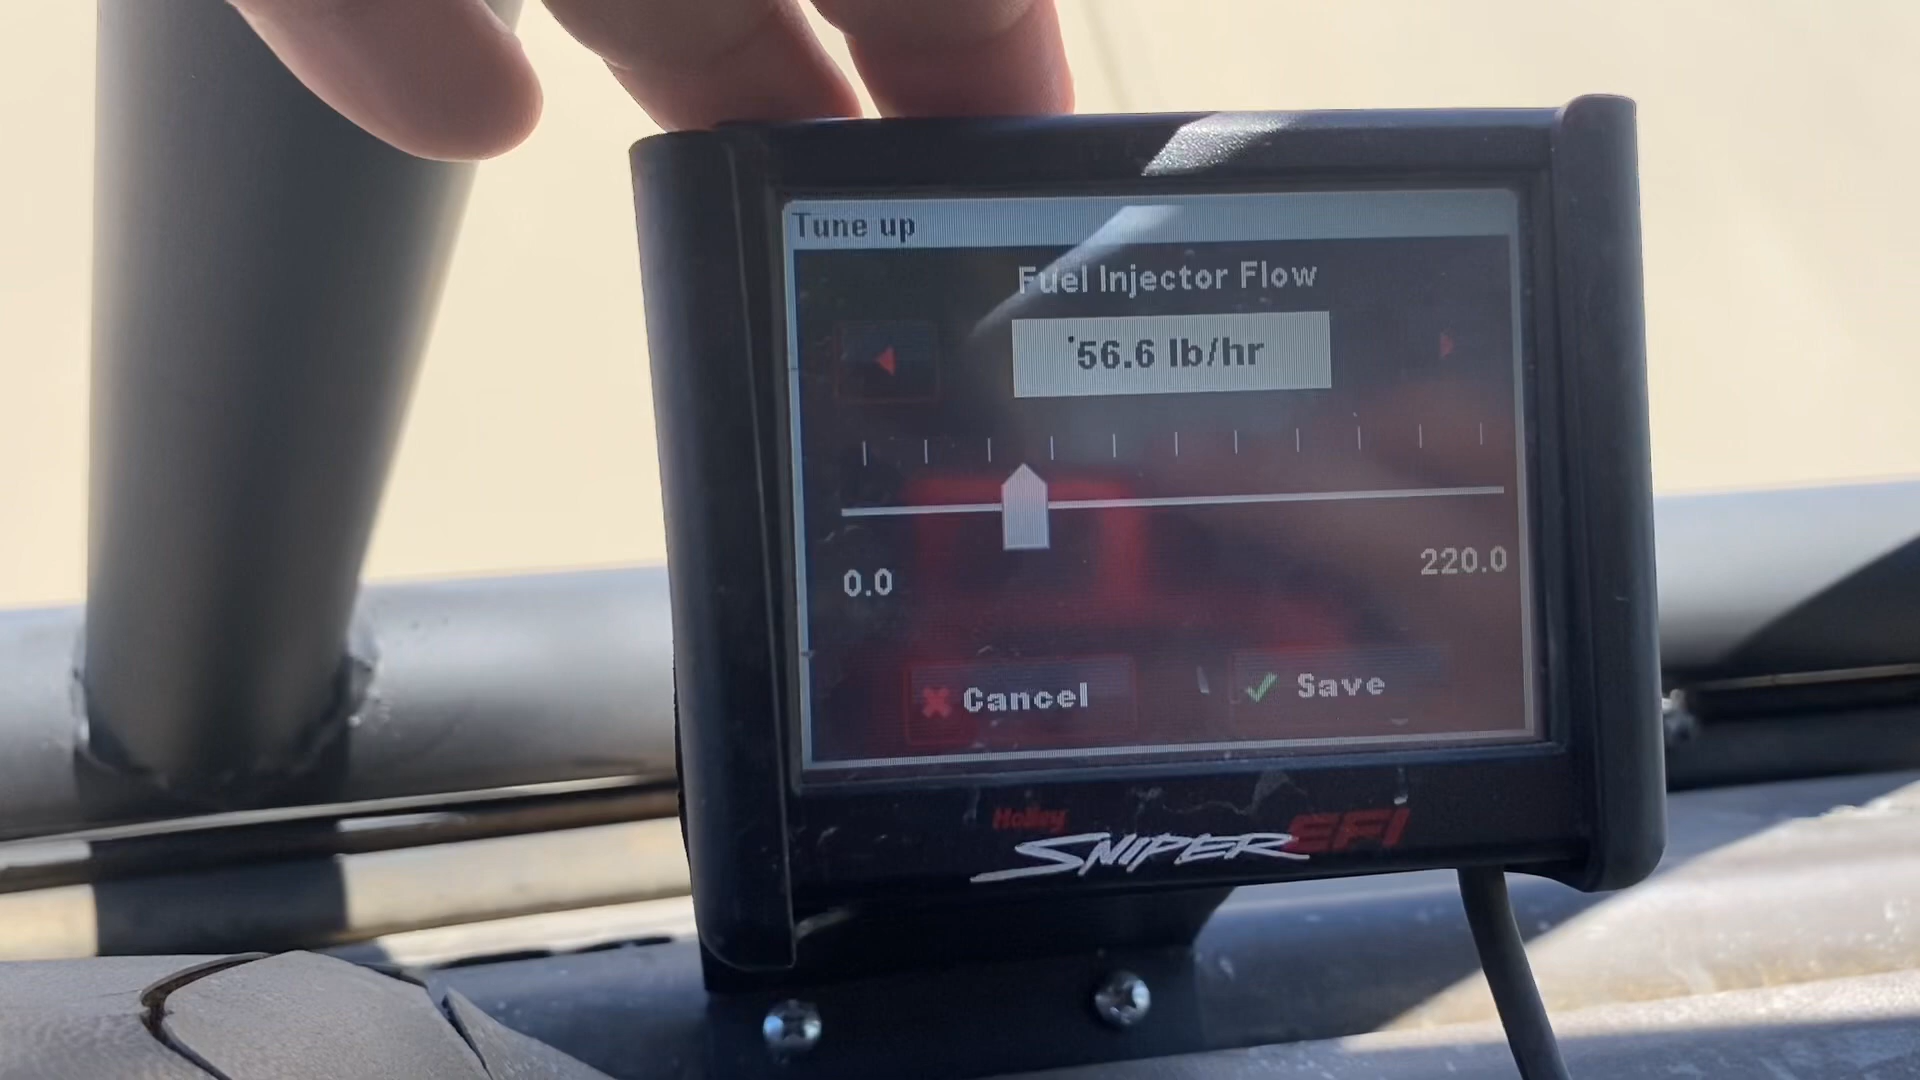 Tune up
Fuel Injector Flow
56.6 lb/hr
0.0
220.0
Cancel
Save
Holley
SNIPER EFI